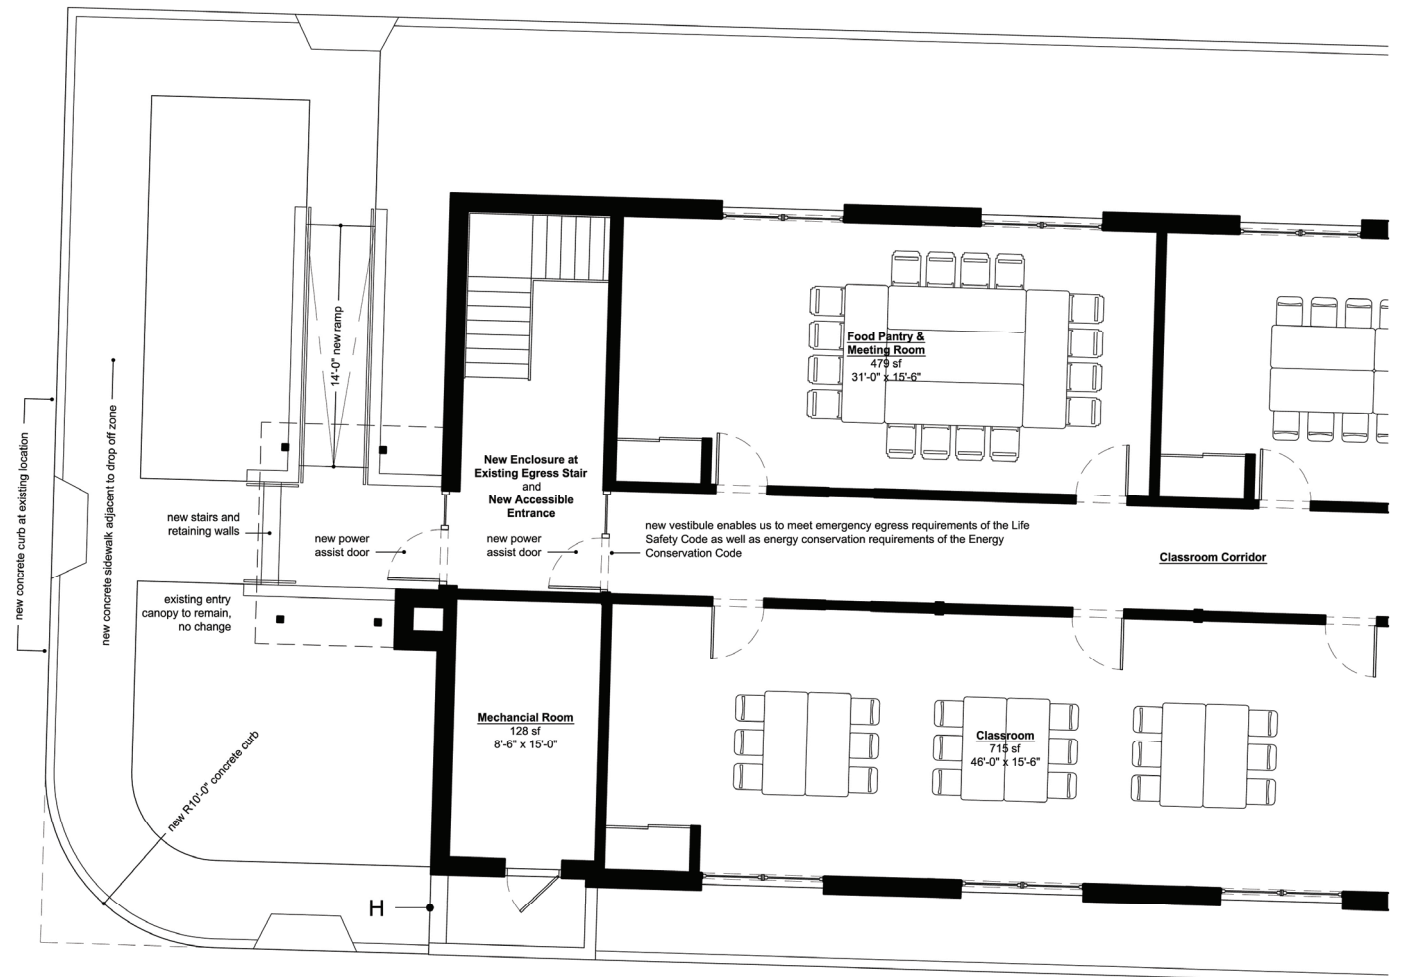 Food Pantry &
Meeting Room
479 sf
31'-0" x 15'-6"
14'-0" new ramp
new concrete curb at existing location
new concrete sidewalk adjacent to drop off zone
New Enclosure at
Existing Egress Stair
and
New Accessible
Entrance
new stairs and
retaining walls
new power
assist door
new power
assist door
new vestibule enables us to meet emergency egress requirements of the Life
Safety Code as well as energy conservation requirements of the Energy
Conservation Code
Classroom Corridor
existing entry
canopy to remain,
no change
Mechancial Room
128 sf
8'-6" x 15'-0"
Classroom
715 sf
46'-0" x 15'-6"
new R10'-0" concrete curb
H